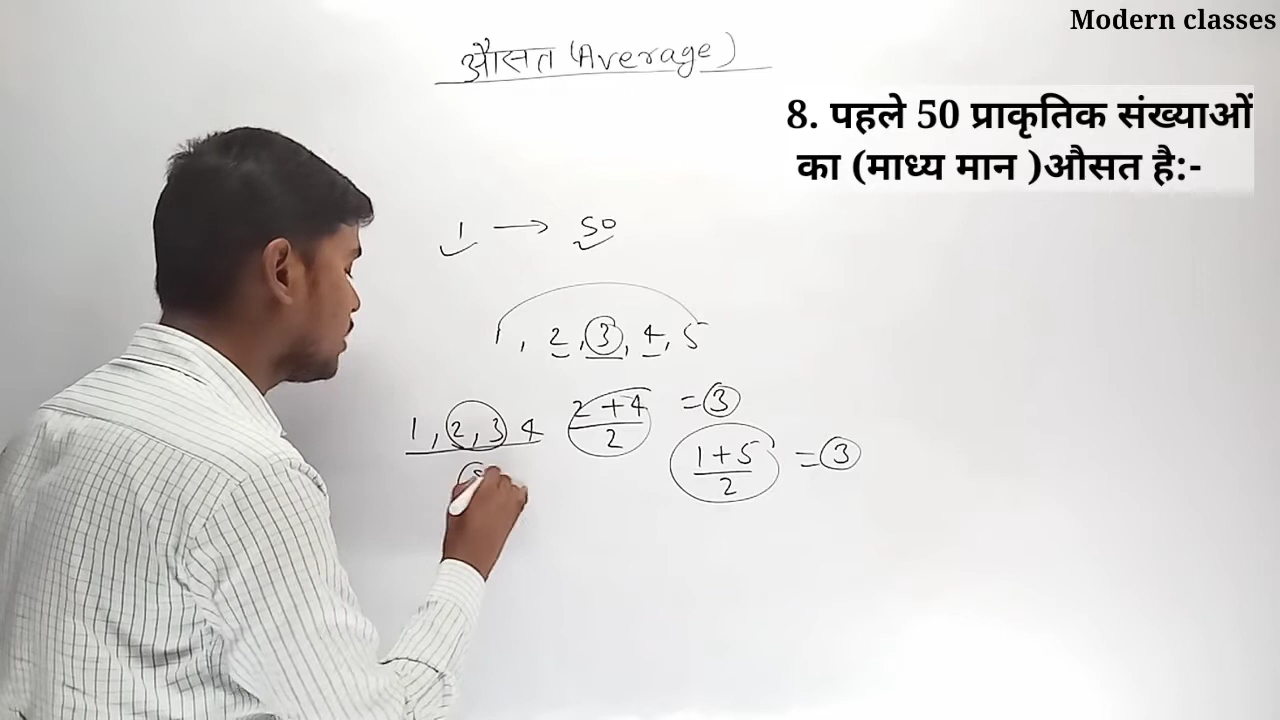 Modern classes
औसत (Average)
8. पहले 50 प्राकृतिक संख्याओं
का (माध्य मान )औसत है:-
1 → 50
1, 2, 3, 4, 5
1, 2, 3 4
2+4/2 = 3
1+5/2 = 3